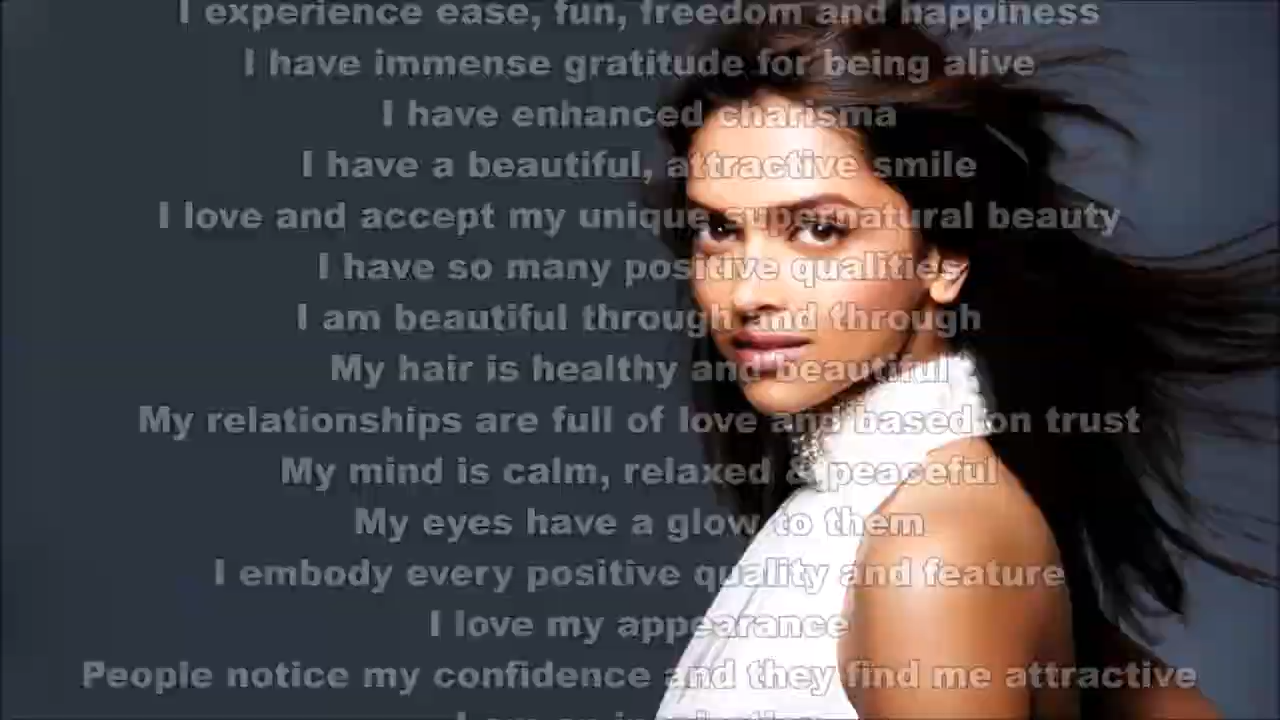 I experience ease, fun, freedom and happiness
I have immense gratitude for being alive
I have enhanced charisma
I have a beautiful, attractive smile
I love and accept my unique supernatural beauty
I have so many positive qualities
I am beautiful through and through
My hair is healthy and beautiful
My relationships are full of love and based on trust
My mind is calm, relaxed & peaceful
My eyes have a glow to them
I embody every positive quality and feature
I love my appearance
People notice my confidence and they find me attractive
I am an